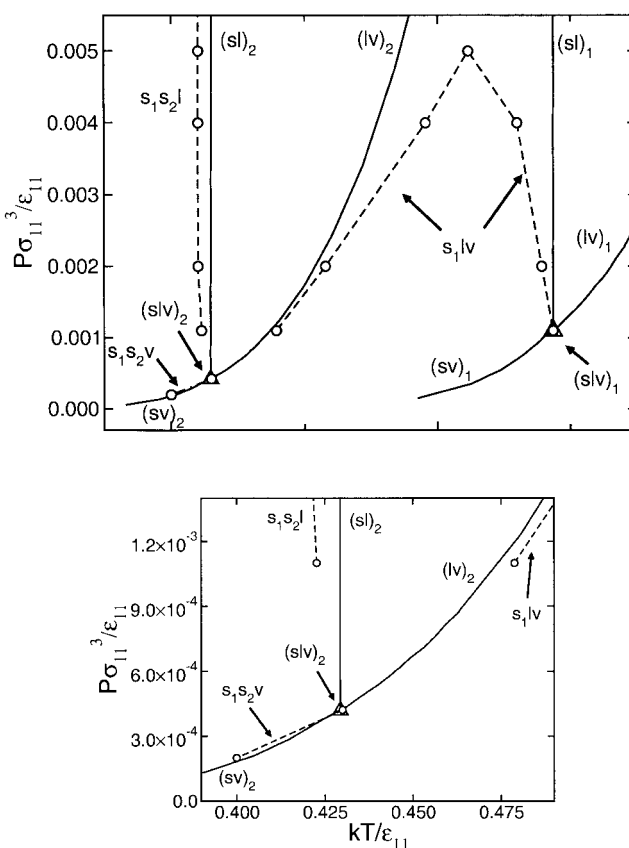 0.005
(sl)₂
(lv)₂
(sl)₁
s₁s₂l
0.004
0.003
s₁lv
(lv)₁
0.002
(slv)₂
0.001
s₁s₂v
(sv)₁
(slv)₁
0.000
(sv)₂
Pσ₁₁³/ε₁₁
s₁s₂l
(sl)₂
1.2×10⁻³
(lv)₂
9.0×10⁻⁴
s₁lv
6.0×10⁻⁴
(slv)₂
s₁s₂v
3.0×10⁻⁴
(sv)₂
0.0
Pσ₁₁³/ε₁₁
0.400 0.425 0.450 0.475
kT/ε₁₁